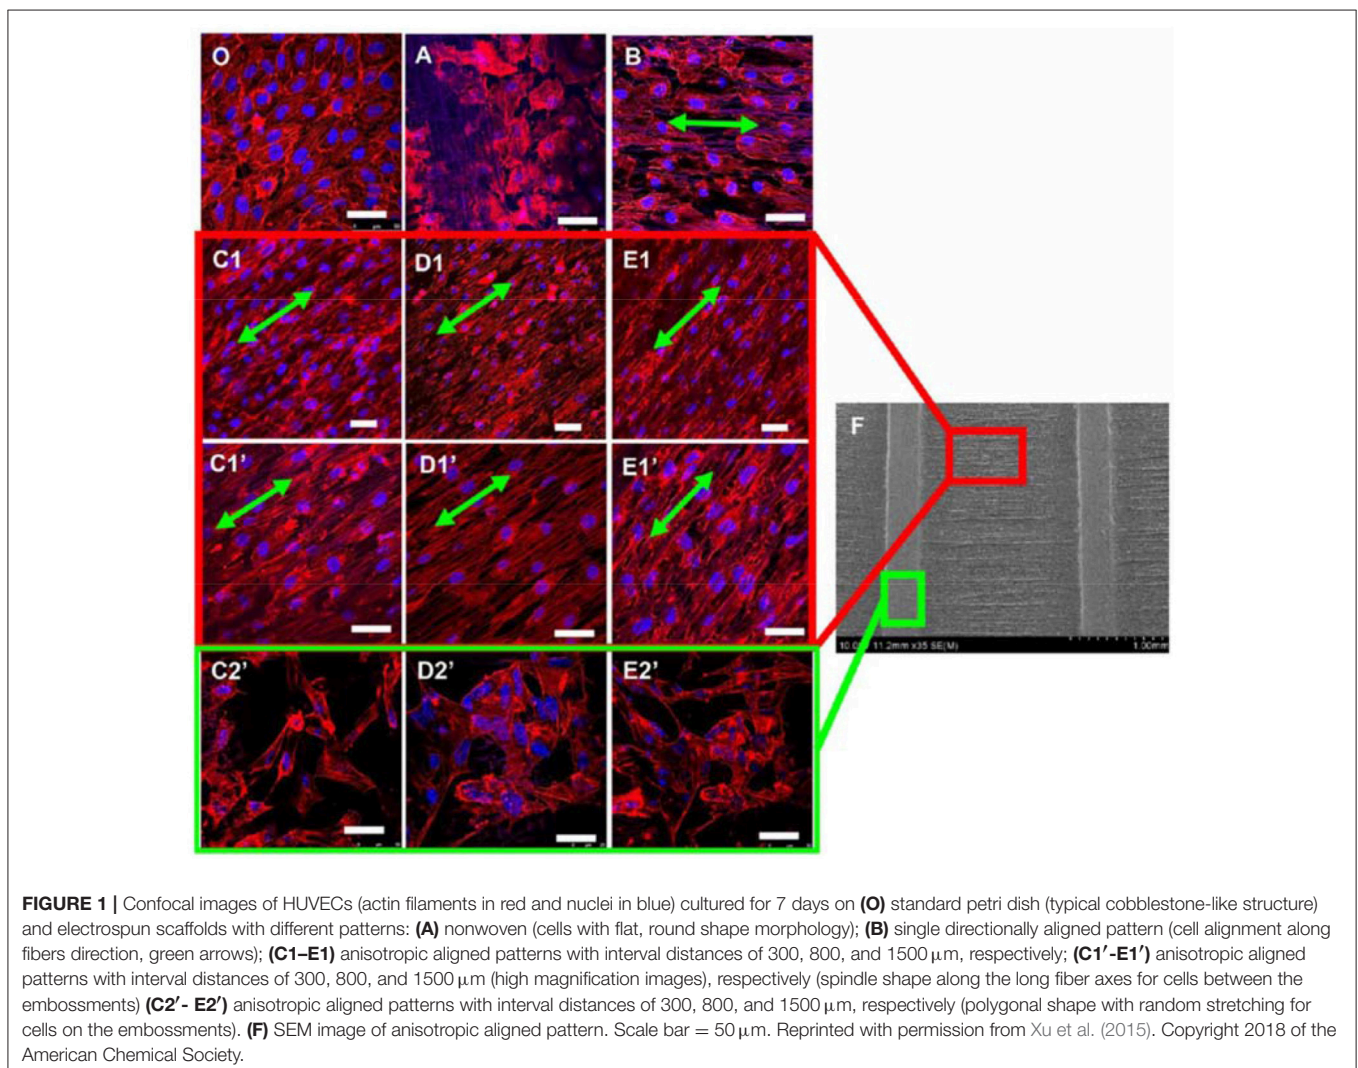 O
A
B
C1
D1
E1
C1’
D1’
E1’
F
1.00mm
C2’
D2’
E2’
FIGURE 1 | Confocal images of HUVECs (actin filaments in red and nuclei in blue) cultured for 7 days on (O) standard petri dish (typical cobblestone-like structure)
and electrospun scaffolds with different patterns: (A) nonwoven (cells with flat, round shape morphology); (B) single directionally aligned pattern (cell alignment along
fibers direction, green arrows); (C1–E1) anisotropic aligned patterns with interval distances of 300, 800, and 1500 μm, respectively; (C1′-E1′) anisotropic aligned
patterns with interval distances of 300, 800, and 1500 μm (high magnification images), respectively (spindle shape along the long fiber axes for cells between the
embossments) (C2′- E2′) anisotropic aligned patterns with interval distances of 300, 800, and 1500 μm, respectively (polygonal shape with random stretching for
cells on the embossments). (F) SEM image of anisotropic aligned pattern. Scale bar = 50 μm. Reprinted with permission from Xu et al. (2015). Copyright 2018 of the
American Chemical Society.